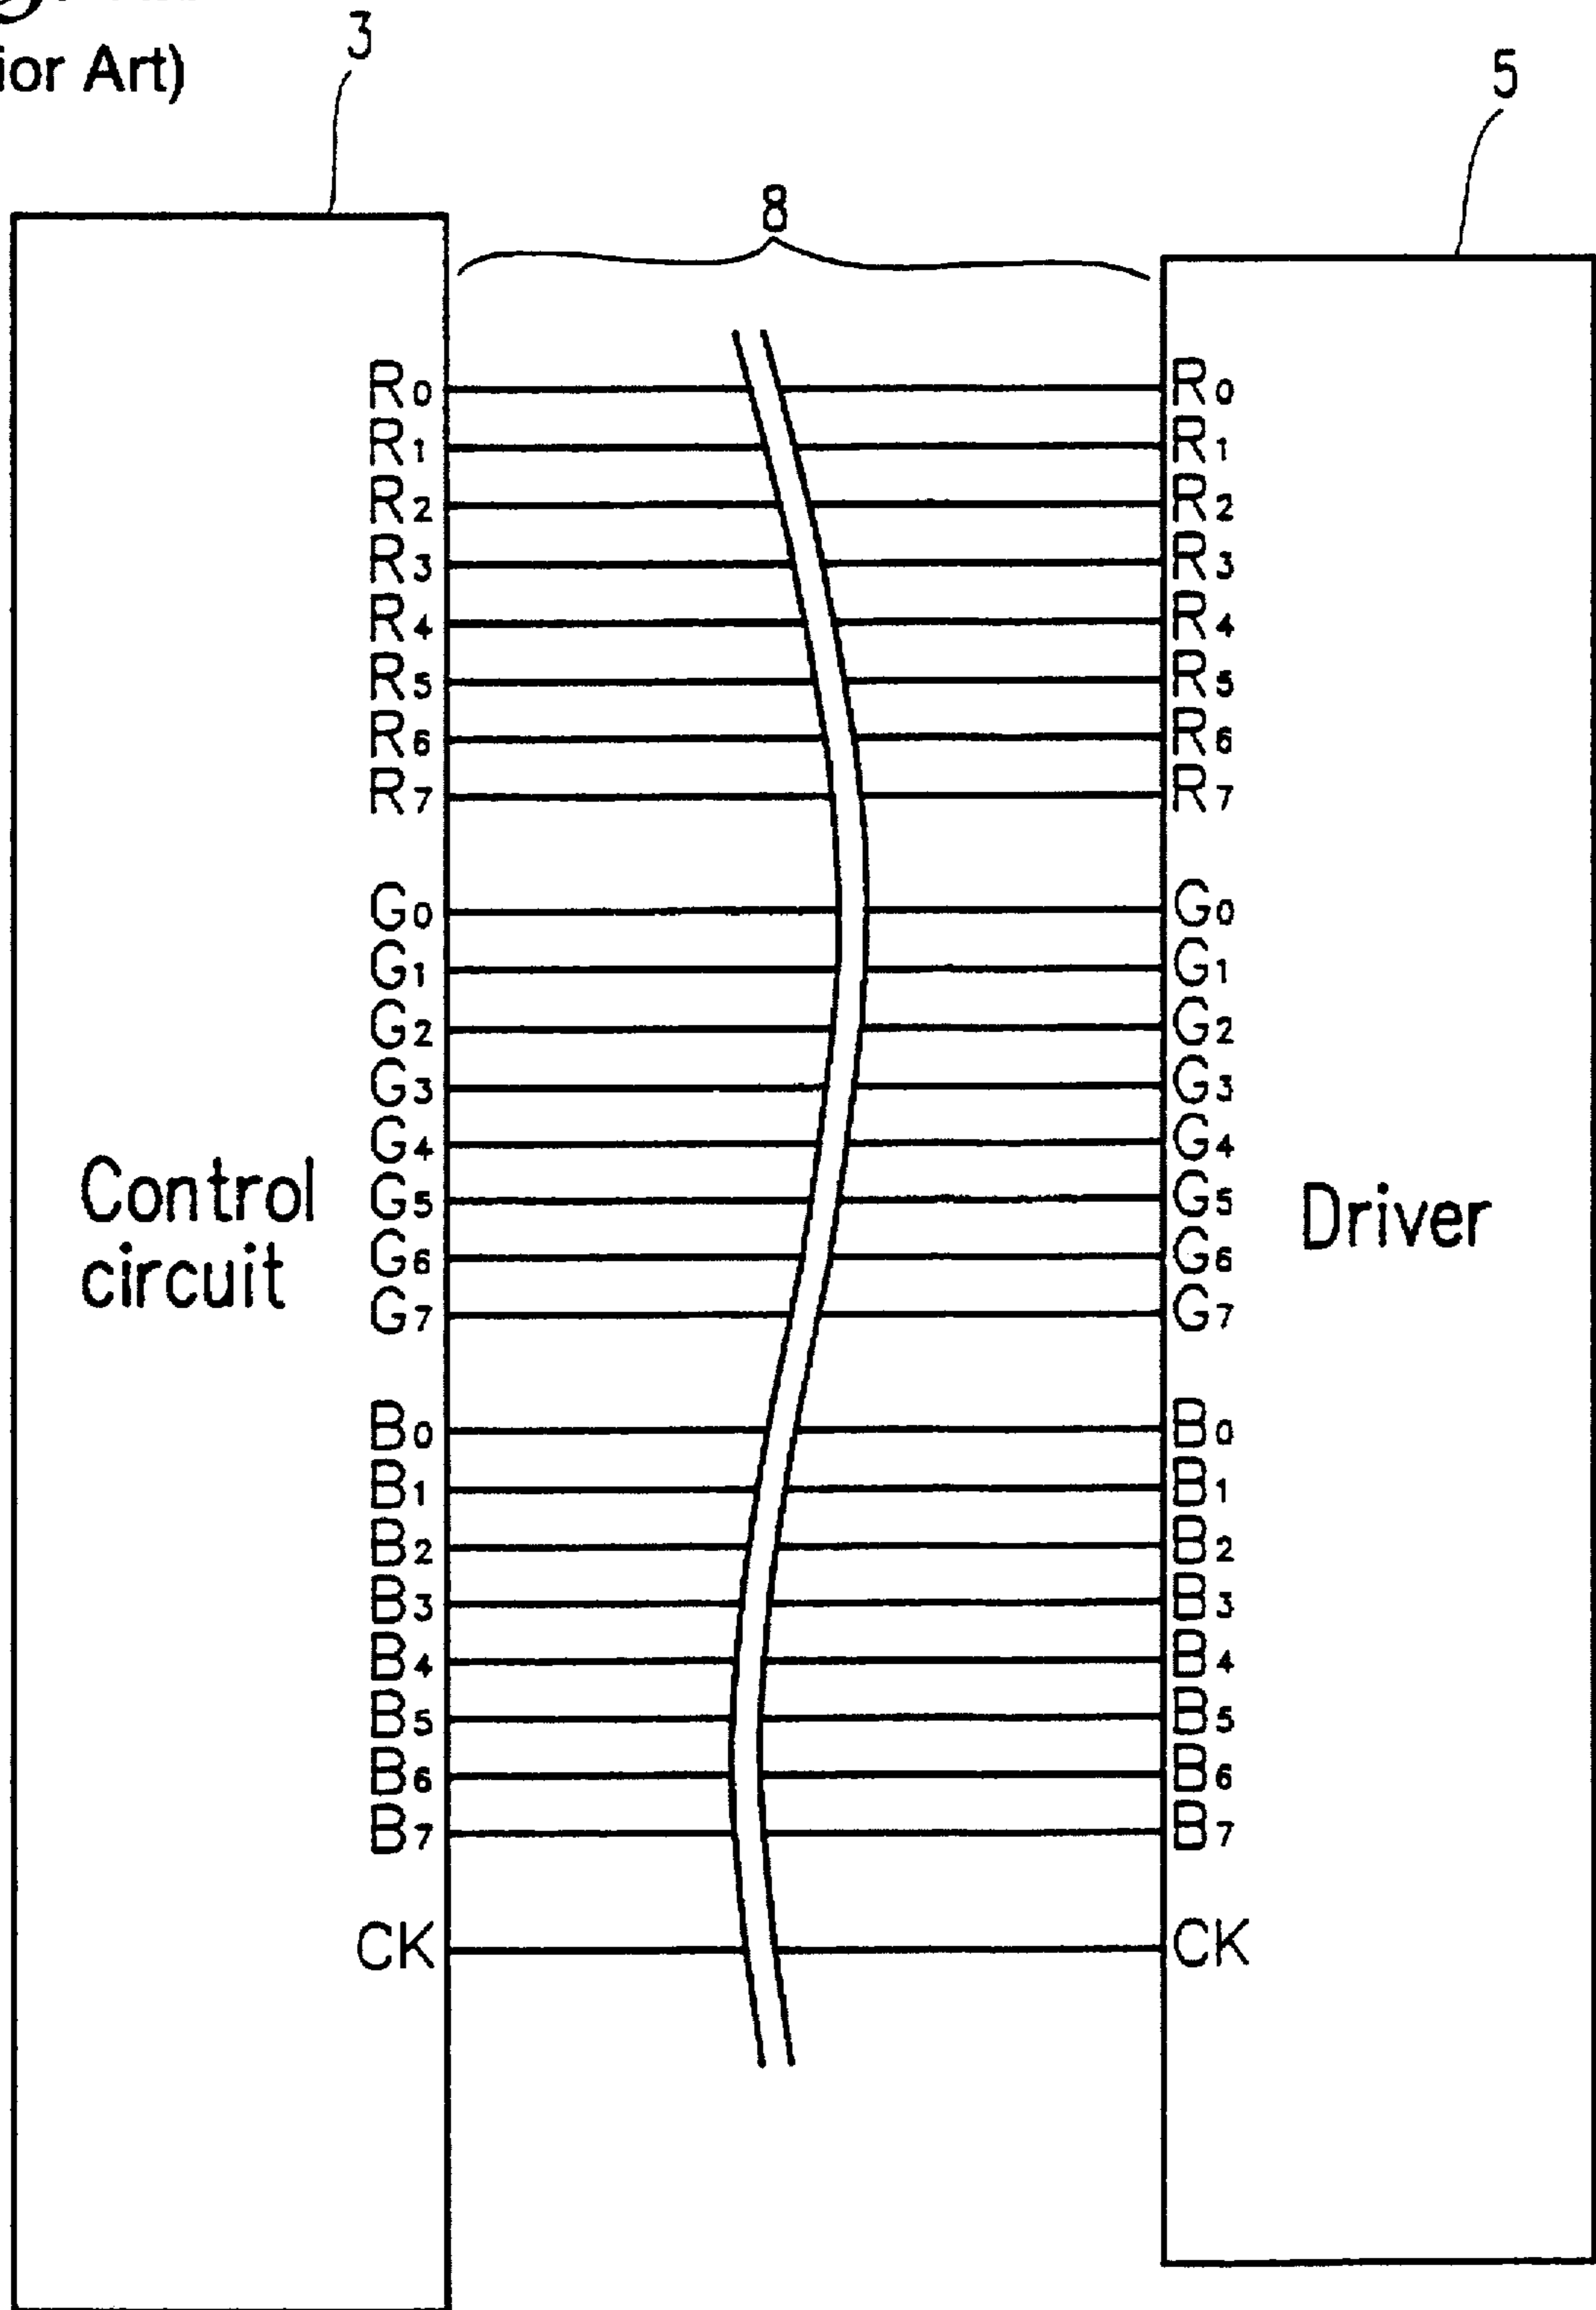 ior Art)
3
5
8
R0 R0
R1 R1
R2 R2
R3 R3
R4 R4
R5 R5
R6 R6
R7 R7
G0 G0
G1 G1
G2 G2
G3 G3
G4 G4
G5 G5
G6 G6
G7 G7
Control
circuit
Driver
B0 B0
B1 B1
B2 B2
B3 B3
B4 B4
B5 B5
B6 B6
B7 B7
CK CK